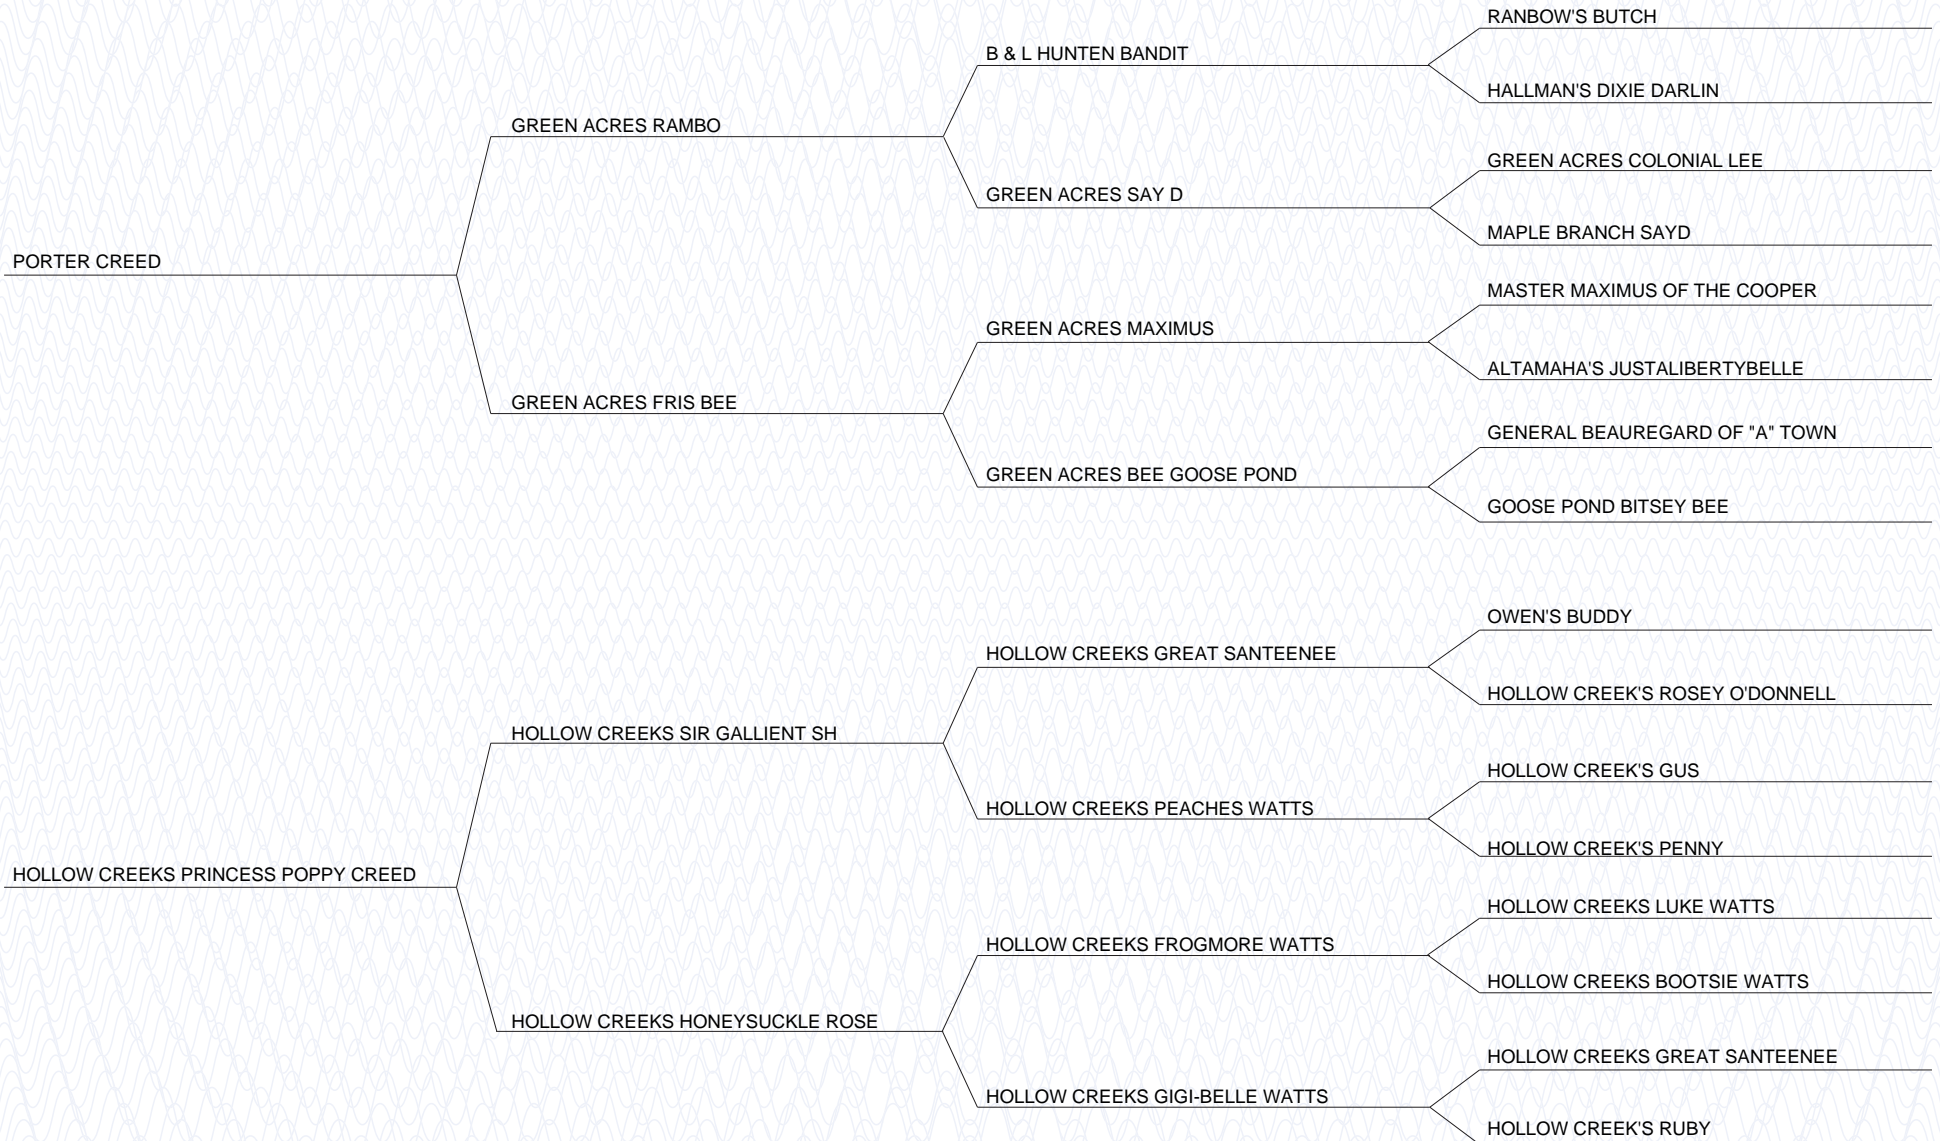 RANBOW'S BUTCH
B & L HUNTEN BANDIT
HALLMAN'S DIXIE DARLIN
GREEN ACRES RAMBO
GREEN ACRES COLONIAL LEE
GREEN ACRES SAY D
MAPLE BRANCH SAYD
PORTER CREED
MASTER MAXIMUS OF THE COOPER
GREEN ACRES MAXIMUS
ALTAMAHA'S JUSTALIBERTYBELLE
GREEN ACRES FRIS BEE
GENERAL BEAUREGARD OF "A" TOWN
GREEN ACRES BEE GOOSE POND
GOOSE POND BITSEY BEE
OWEN'S BUDDY
HOLLOW CREEKS GREAT SANTEENEE
HOLLOW CREEK'S ROSEY O'DONNELL
HOLLOW CREEKS SIR GALLIENT SH
HOLLOW CREEK'S GUS
HOLLOW CREEKS PEACHES WATTS
HOLLOW CREEK'S PENNY
HOLLOW CREEKS PRINCESS POPPY CREED
HOLLOW CREEKS LUKE WATTS
HOLLOW CREEKS FROGMORE WATTS
HOLLOW CREEKS BOOTSIE WATTS
HOLLOW CREEKS HONEYSUCKLE ROSE
HOLLOW CREEKS GREAT SANTEENEE
HOLLOW CREEKS GIGI-BELLE WATTS
HOLLOW CREEK'S RUBY